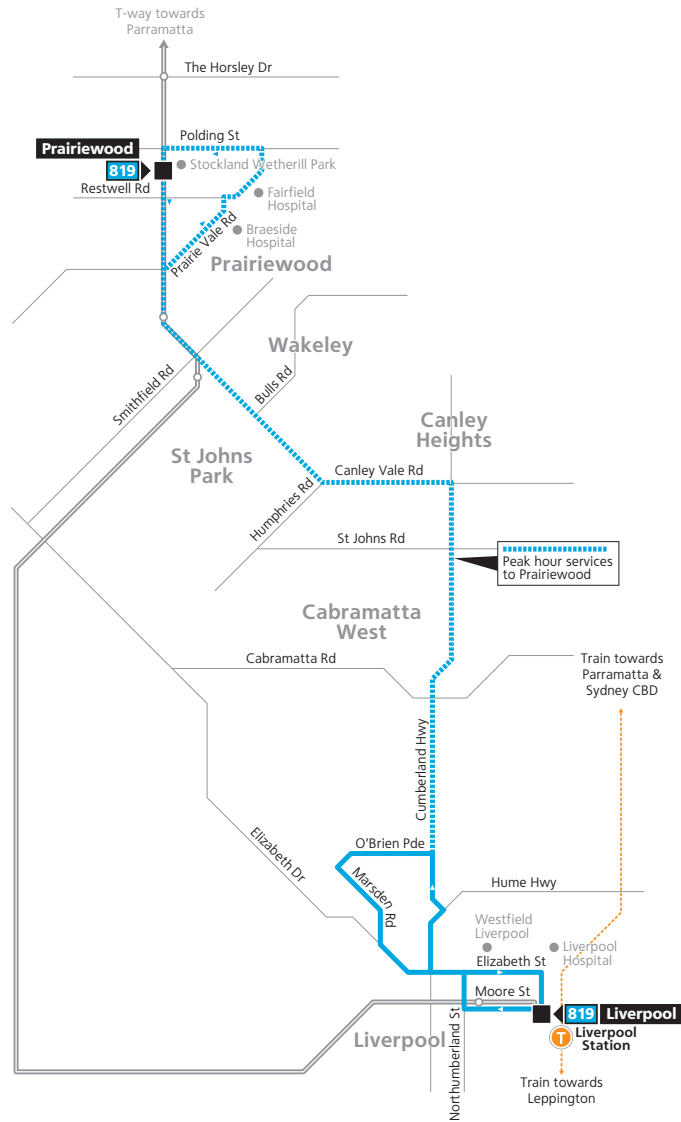 T-way towards
Parramatta
The Horsley Dr
Polding St
Prairiewood
819
Stockland Wetherill Park
Restwell Rd
Fairfield
Hospital
Braeside
Hospital
Prairie Vale Rd
Prairiewood
Wakeley
Smithfield Rd
Bulls Rd
Canley
Heights
St Johns
Park
Canley Vale Rd
Humphries Rd
St Johns Rd
Peak hour services
to Prairiewood
Cabramatta
West
Cabramatta Rd
Train towards
Parramatta &
Sydney CBD
Cumberland Hwy
O'Brien Pde
Elizabeth Dr
Marsden
Rd
Hume Hwy
Westfield
Liverpool
Liverpool
Hospital
Elizabeth St
Moore St
819
Liverpool
T
Liverpool
Station
Liverpool
Northumberland St
Train towards
Leppington